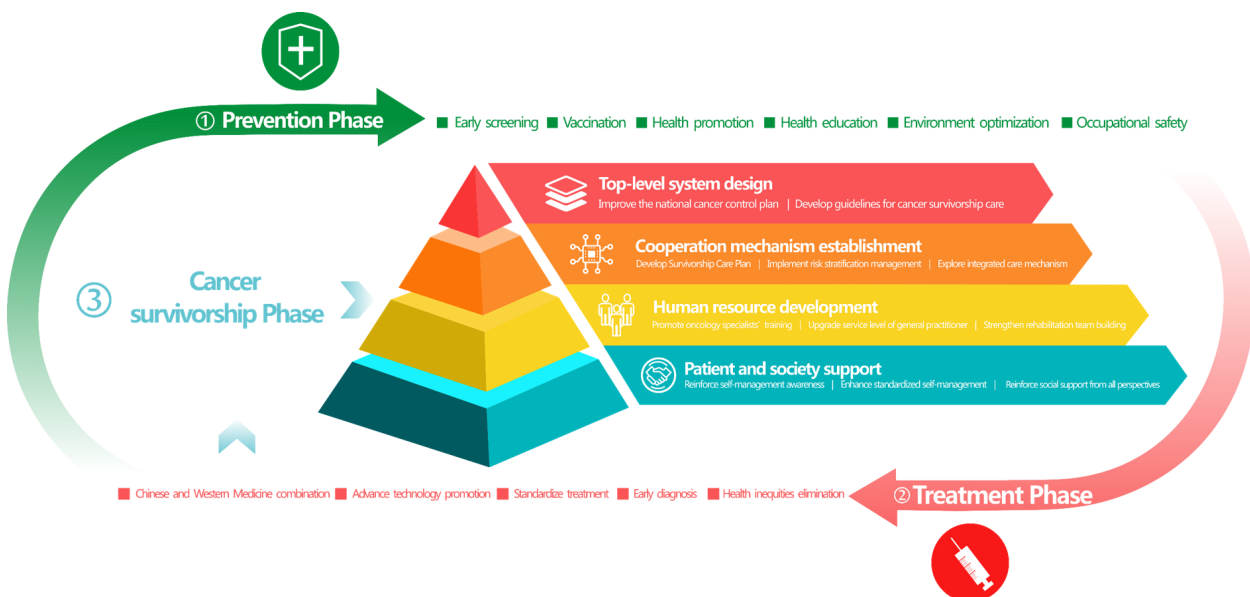 ① Prevention Phase
■ Early screening ■ Vaccination ■ Health promotion ■ Health education ■ Environment optimization ■ Occupational safety
Top-level system design
Improve the national cancer control plan | Develop guidelines for cancer survivorship care
Cooperation mechanism establishment
Develop Survivorship Care Plan | Implement risk stratification management | Explore integrated care mechanism
③ Cancer
survivorship Phase
Human resource development
Promote oncology specialists' training | Upgrade service level of general practitioner | Strengthen rehabilitation team building
Patient and society support
Reinforce self-management awareness | Enhance standardized self-management | Reinforce social support from all perspectives
■ Chinese and Western Medicine combination ■ Advance technology promotion ■ Standardize treatment ■ Early diagnosis ■ Health inequities elimination
② Treatment Phase